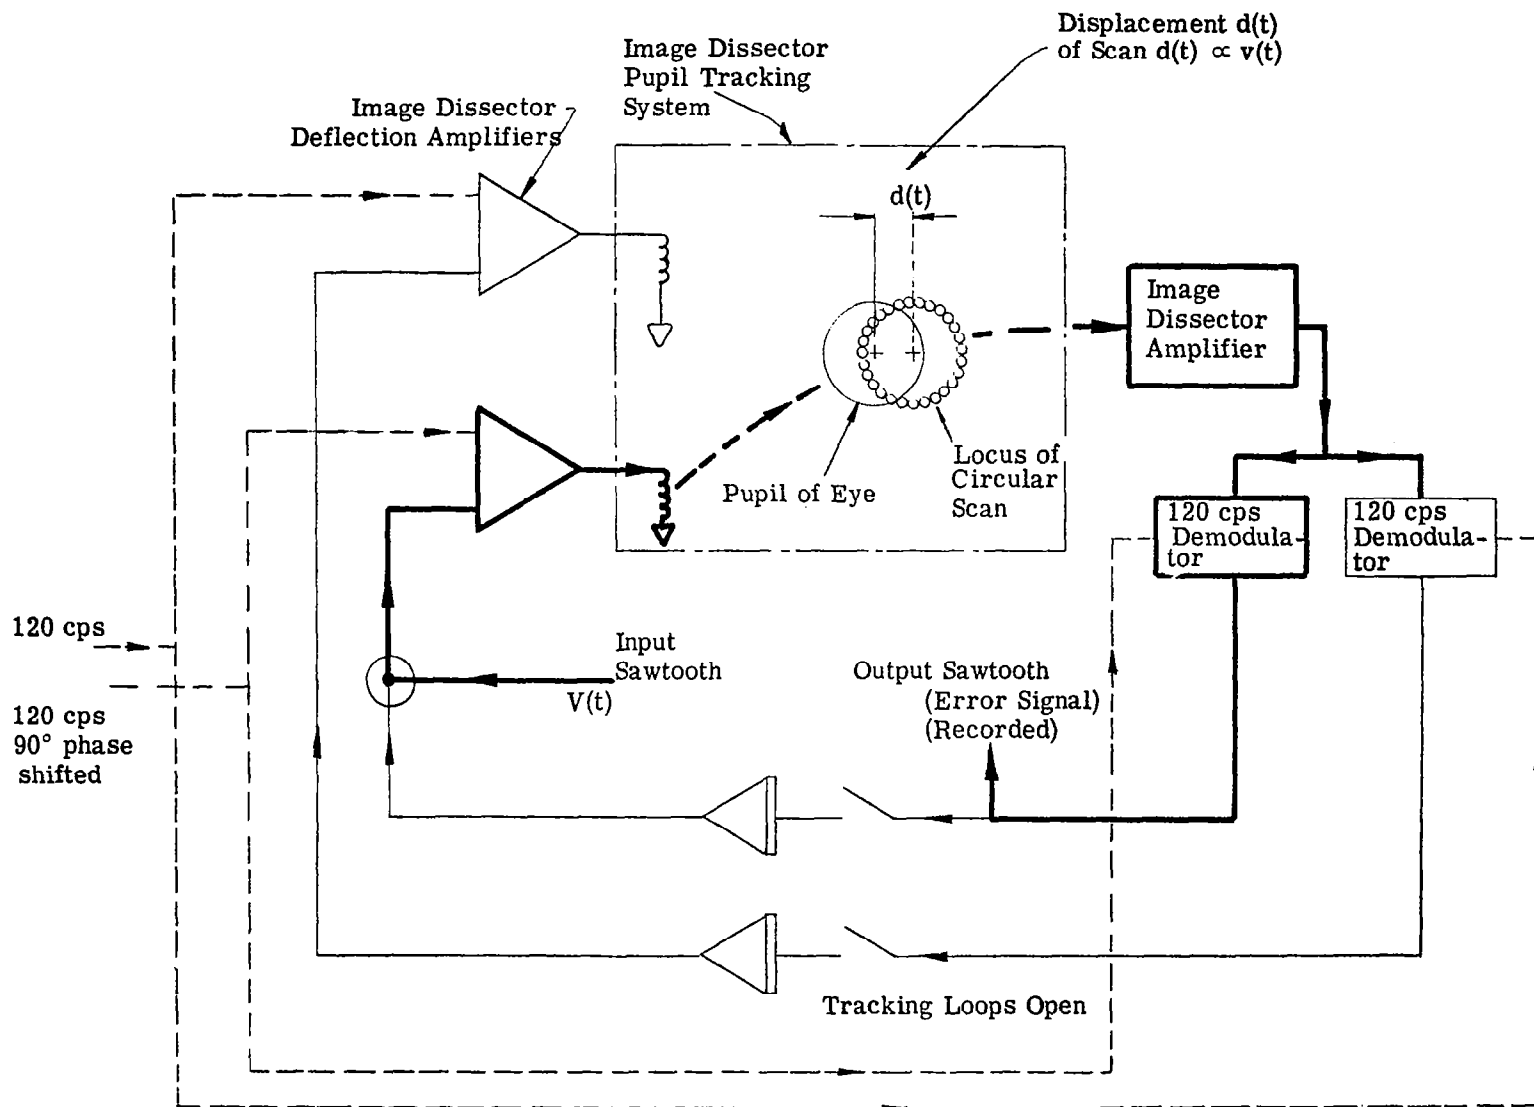 Displacement d(t)
of Scan d(t) ∝ v(t)
Image Dissector
Pupil Tracking
System
Image Dissector
Deflection Amplifiers
d(t)
Image
Dissector
Amplifier
Locus of
Circular
Scan
Pupil of Eye
120 cps
Demodula-
tor
120 cps
Demodula-
tor
120 cps
Input
Sawtooth
V(t)
Output Sawtooth
(Error Signal)
(Recorded)
120 cps
90° phase
shifted
Tracking Loops Open